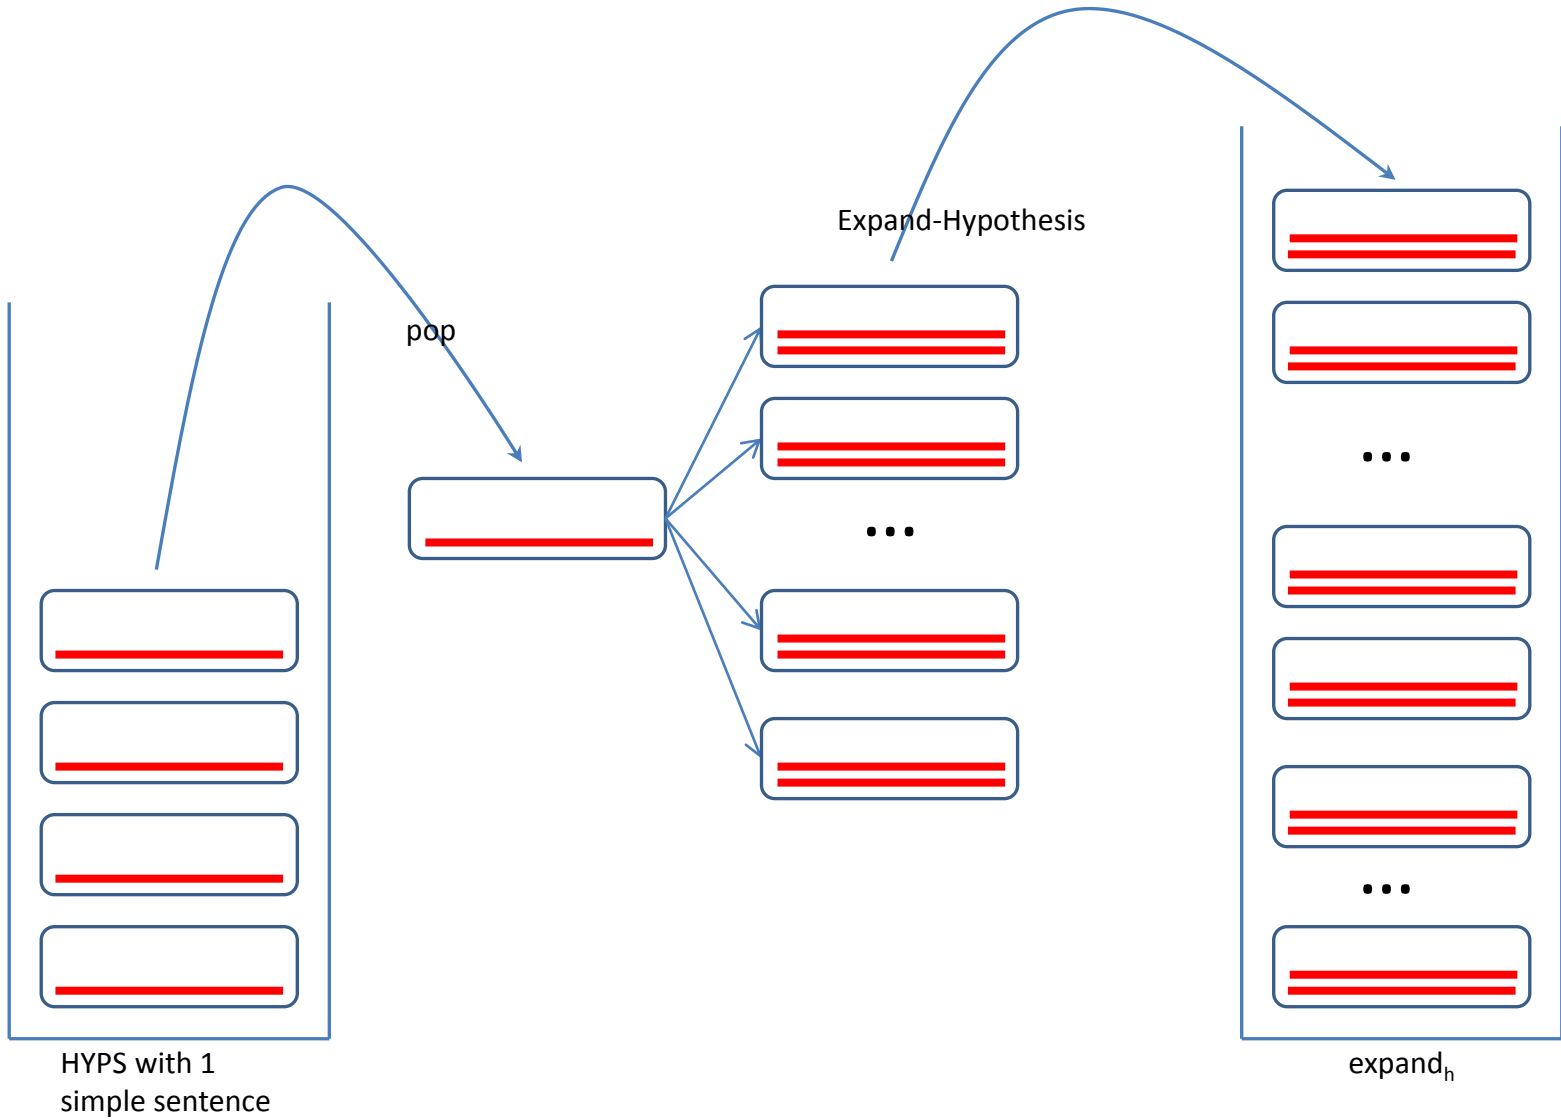 Expand-Hypothesis
pop
...
...
...
HYPS with 1
simple sentence
expandₕ